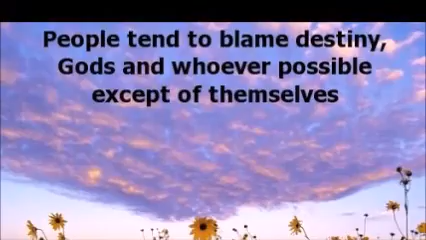 People tend to blame destiny,
Gods and whoever possible
except of themselves